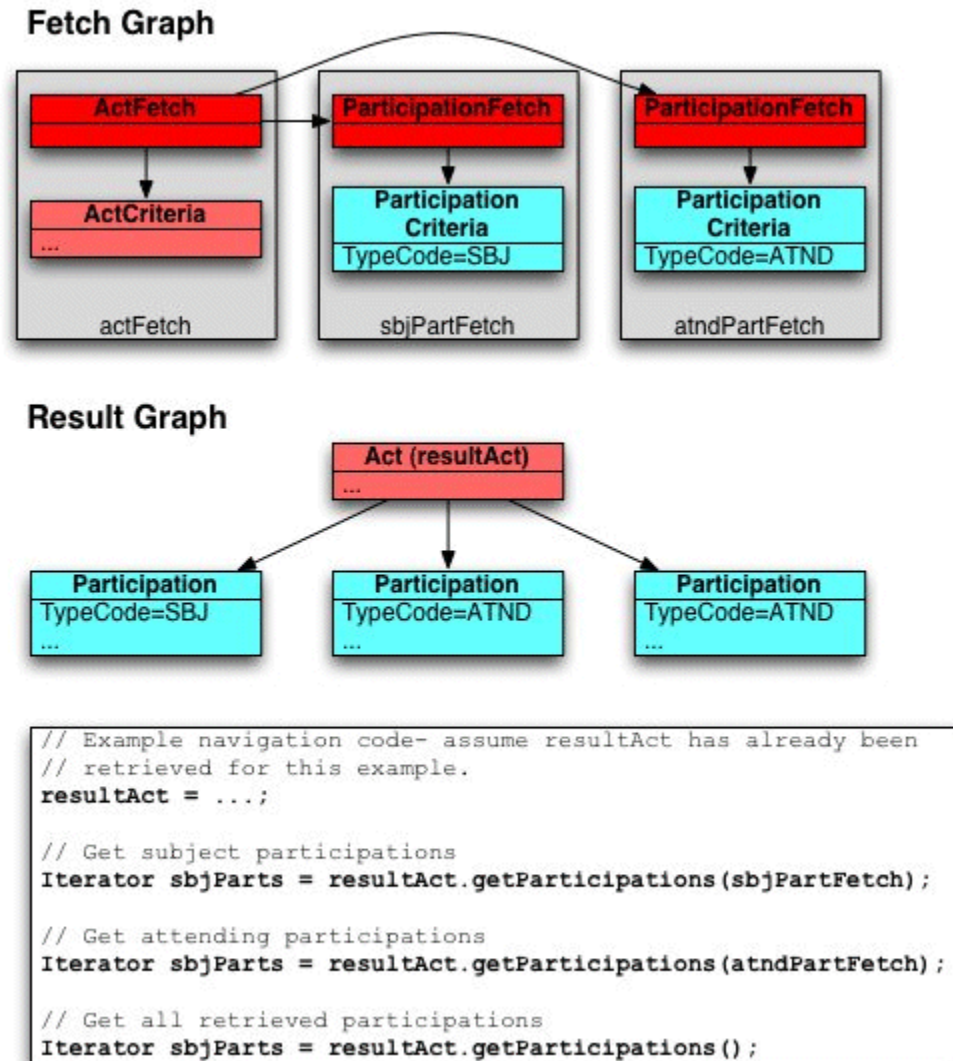 Fetch Graph
ActFetch
ParticipationFetch
ParticipationFetch
ActCriteria
...
Participation
Criteria
TypeCode=SBJ
Participation
Criteria
TypeCode=ATND
actFetch
sbjPartFetch
atndPartFetch
Result Graph
Act (resultAct)
...
Participation
TypeCode=SBJ
...
Participation
TypeCode=ATND
...
Participation
TypeCode=ATND
...
// Example navigation code- assume resultAct has already been
// retrieved for this example.
resultAct = ...;
// Get subject participations
Iterator sbjParts = resultAct.getParticipations(sbjPartFetch);
// Get attending participations
Iterator sbjParts = resultAct.getParticipations(atndPartFetch);
// Get all retrieved participations
Iterator sbjParts = resultAct.getParticipations();